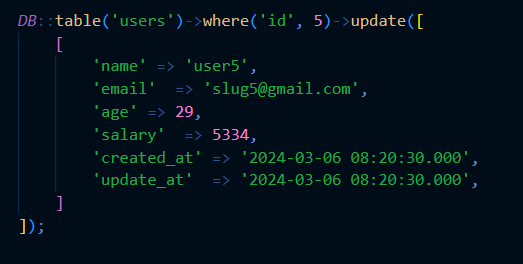 DB::table('users')->where('id', 5)->update([
    [
        'name' => 'user5',
        'email'  => 'slug5@gmail.com',
        'age' => 29,
        'salary'  => 5334,
        'created_at' => '2024-03-06 08:20:30.000',
        'update_at'  => '2024-03-06 08:20:30.000',
    ]
]);